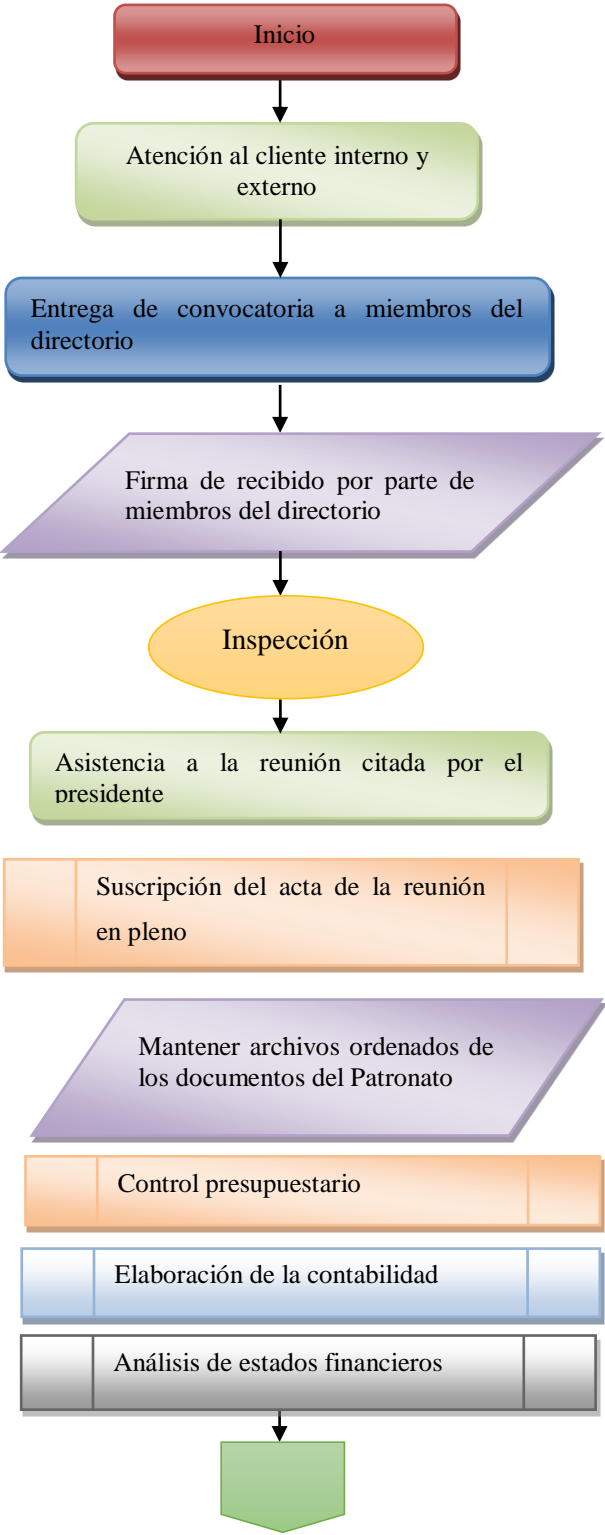 Inicio
Atención al cliente interno y
externo
Entrega de convocatoria a miembros del
directorio
Firma de recibido por parte de
miembros del directorio
Inspección
Asistencia a la reunión citada por el
presidente
Suscripción del acta de la reunión
en pleno
Mantener archivos ordenados de
los documentos del Patronato
Control presupuestario
Elaboración de la contabilidad
Análisis de estados financieros